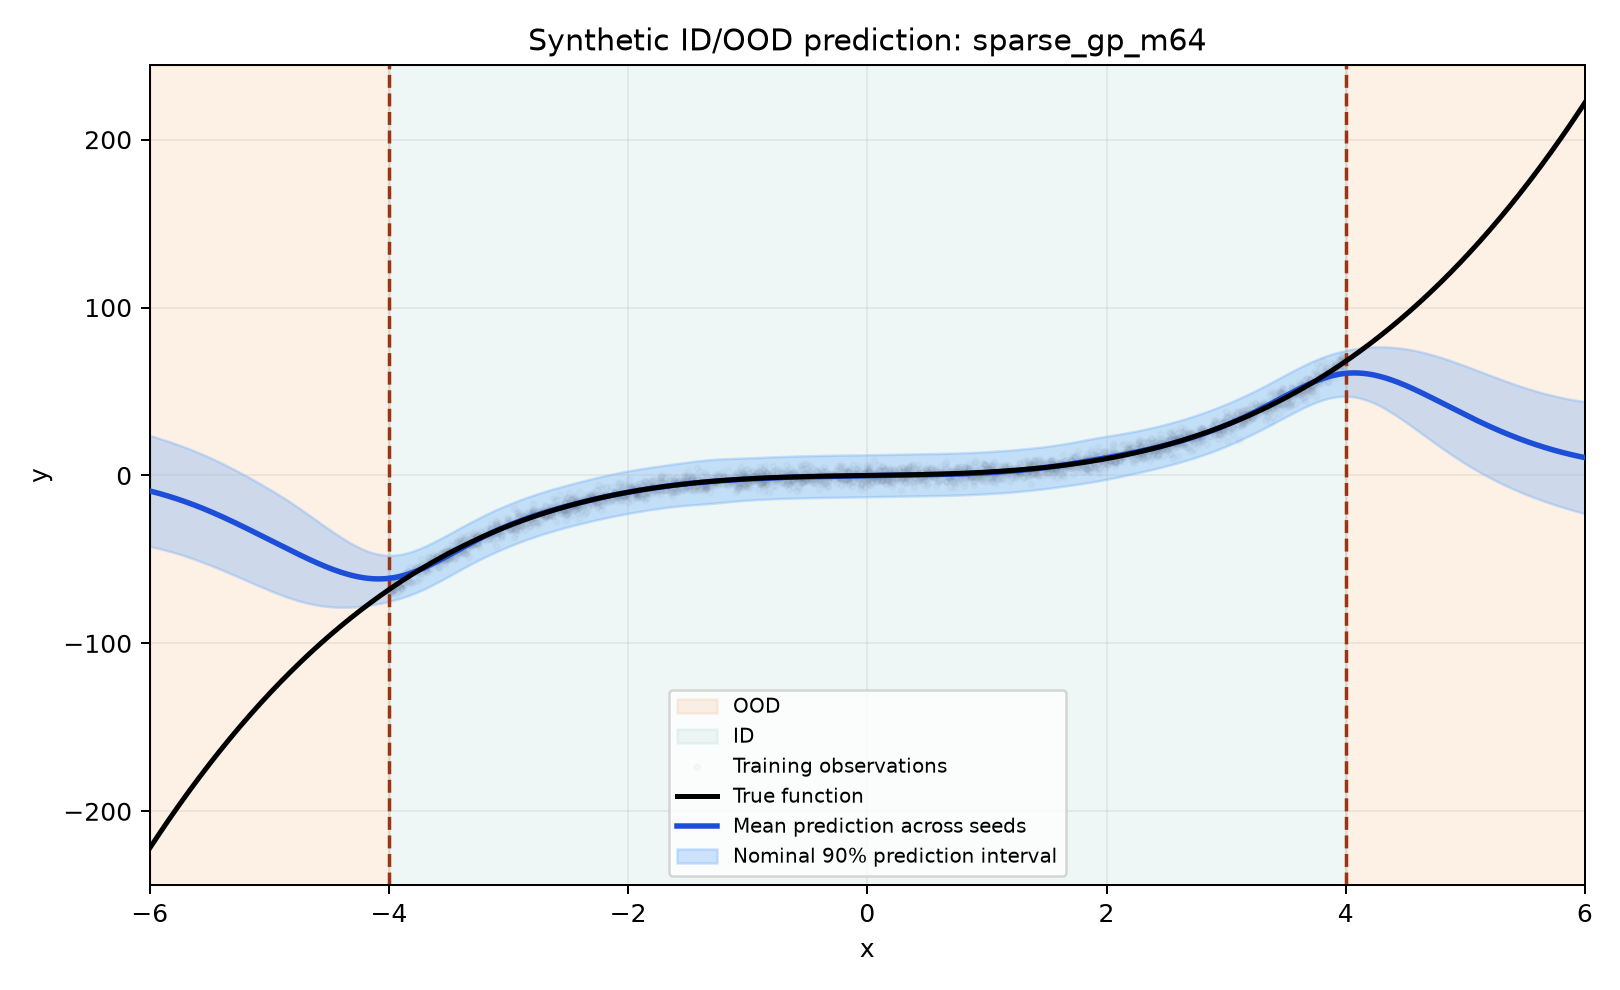 Synthetic ID/OOD prediction: sparse_gp_m64
200
100
0
−100
−200
y
OOD
ID
Training observations
True function
Mean prediction across seeds
Nominal 90% prediction interval
−6
−4
−2
0
2
4
6
x